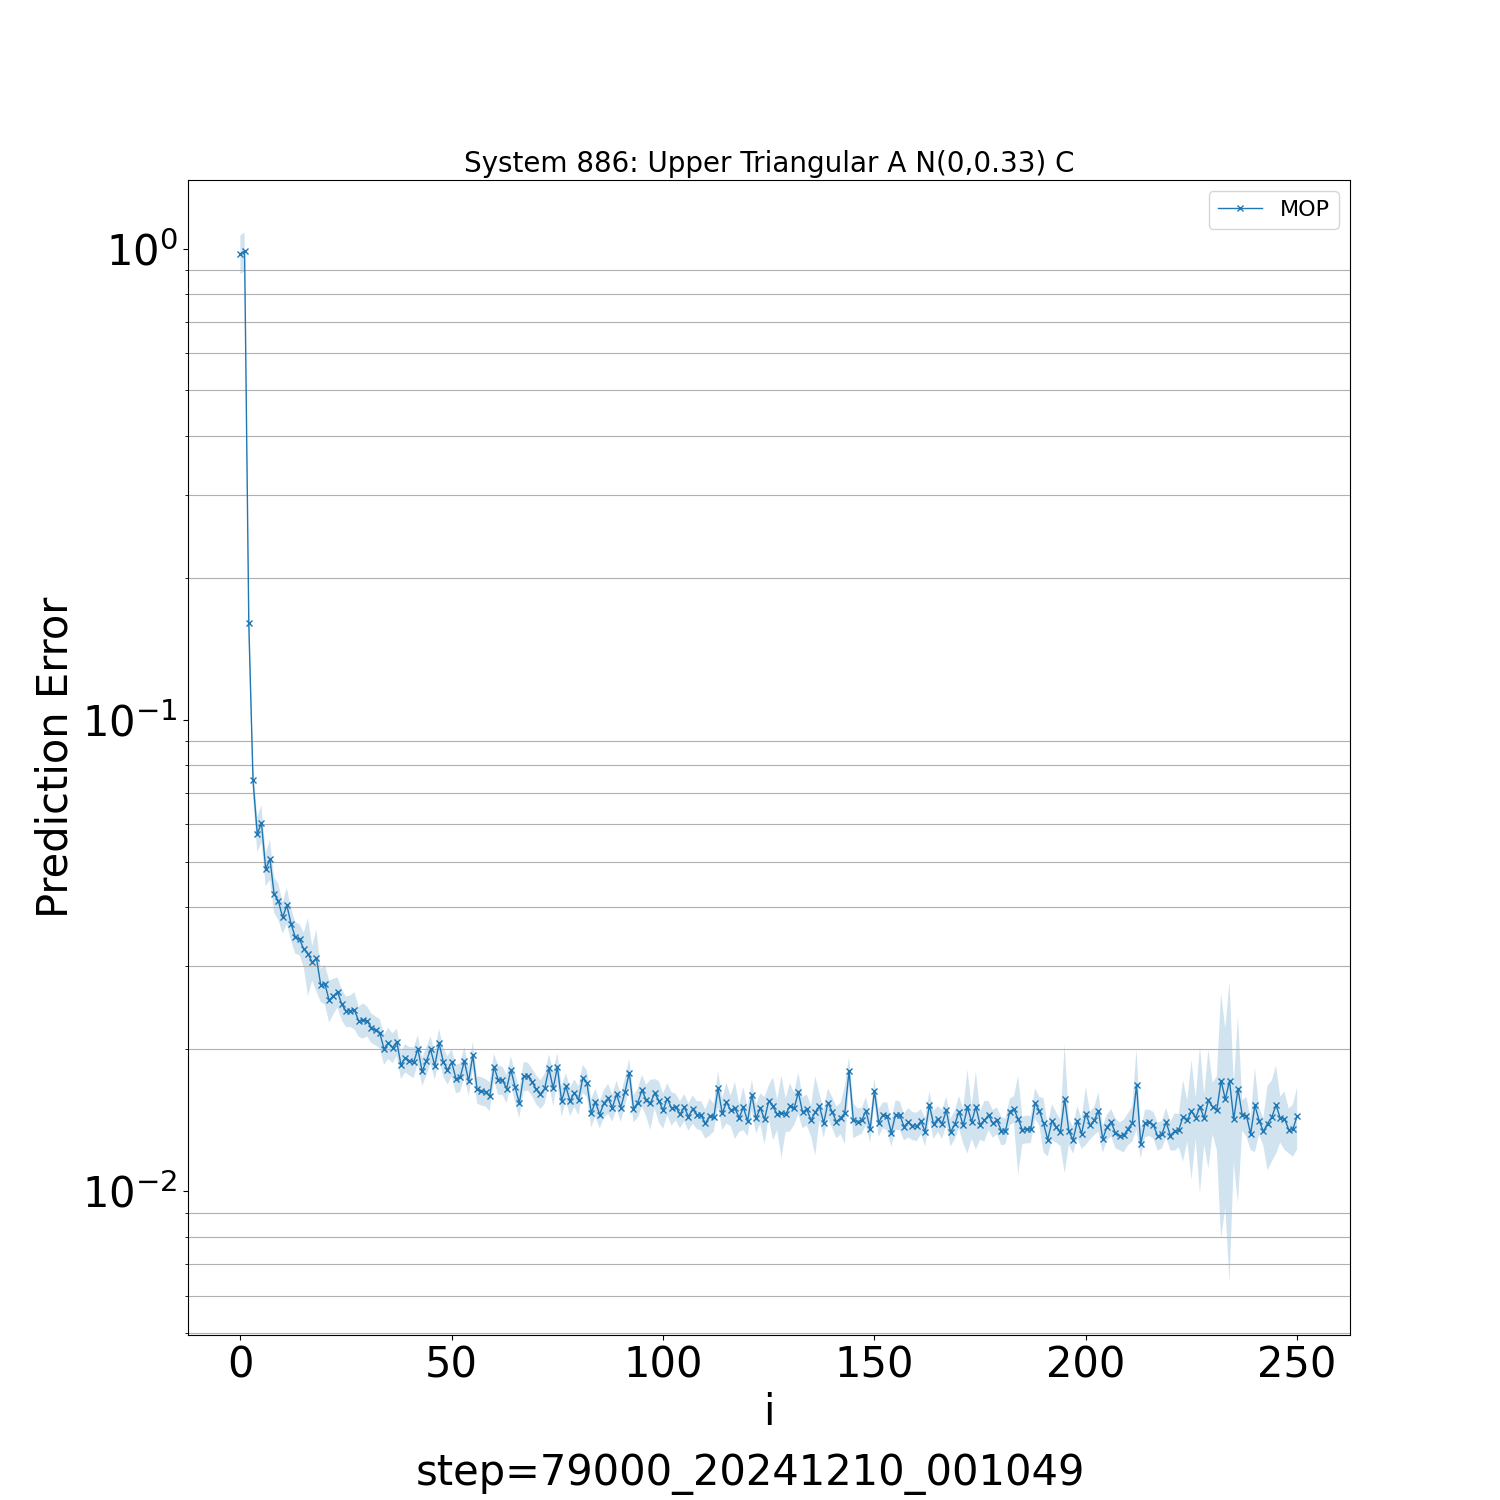 System 886: Upper Triangular A N(0,0.33) C
MOP
Prediction Error
10⁰
10⁻¹
10⁻²
0 50 100 150 200 250
i
step=79000_20241210_001049